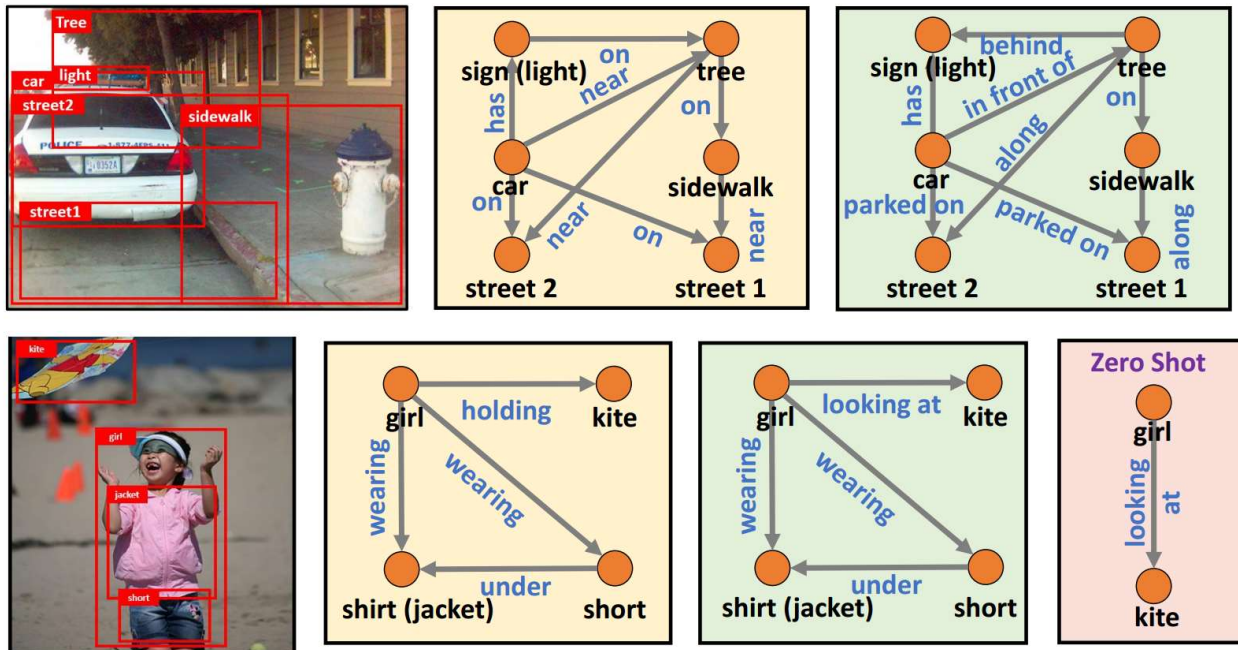 Tree
car
light
street2
sidewalk
POLICE
street1
sign (light)
on
tree
near
has
on
car
sidewalk
on
near
on
near
street 2
street 1
sign (light)
behind
tree
in front of
has
on
along
car
sidewalk
parked on
parked on
along
street 2
street 1
kite
girl
jacket
short
girl
holding
kite
wearing
wearing
under
shirt (jacket)
short
girl
looking at
kite
wearing
wearing
under
shirt (jacket)
short
Zero Shot
girl
looking
at
kite